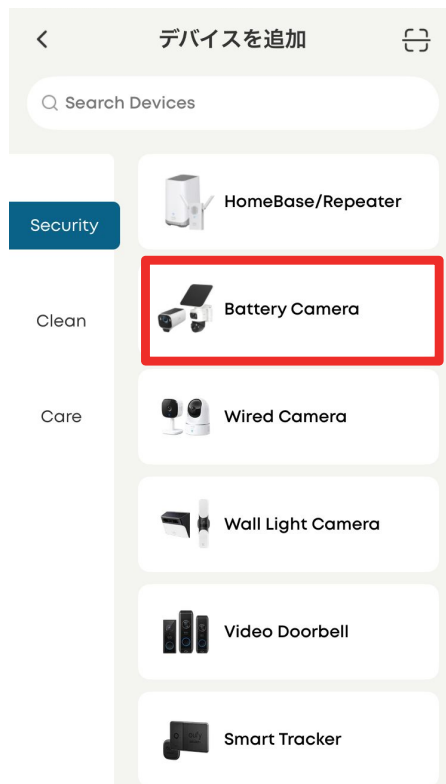 デバイスを追加
Search Devices
Security
Clean
Care
HomeBase/Repeater
Battery Camera
Wired Camera
Wall Light Camera
Video Doorbell
eufy
Smart Tracker